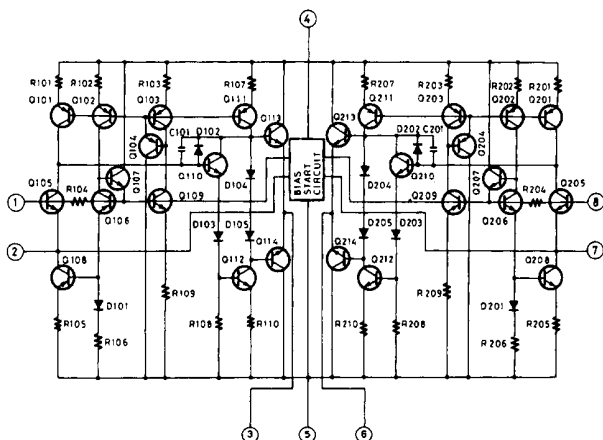 4
R101 R102 R103 R107 R207 R203 R202 R201
Q101 Q102 Q103 Q111 Q113 Q213 Q211 Q203 Q202 Q201
Q104 C101 D102 D202 C201 Q204
Q107 Q110 D104 BIAS START CIRCUIT D204 Q210 Q207
Q105 R104 Q106 Q109 Q209 Q206 R204 Q205
1 8
2 7
D103 D105 Q114 Q214 D205 D203
Q108 Q112 Q212 Q208
D101 R109 R209 D201
R105 R106 R108 R110 R210 R208 R206 R205
3 5 6